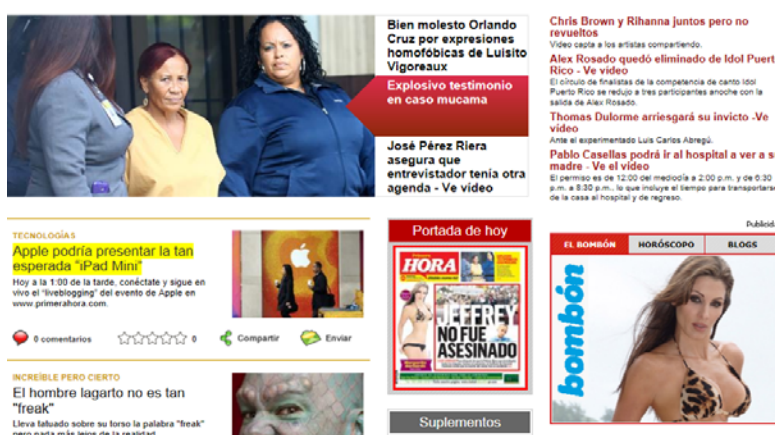 Bien molesto Orlando
Cruz por expresiones
homofóbicas de Luisito
Vigoreaux
Explosivo testimonio
en caso mucama
José Pérez Riera
asegura que
entrevistador tenía otra
agenda - Ve video
Chris Brown y Rihanna juntos pero no
revueltos
Video capta a los artistas compartiendo.
Alex Rosado quedó eliminado de Idol Puert
Rico - Ve video
El círculo de finalistas de la competencia de canto Idol
Puerto Rico se redujo a tres participantes anoche con la
salida de Alex Rosado.
Thomas Dulorme arriesgará su invicto -Ve
video
Ante el experimentado Luis Carlos Abregú.
Pablo Casellas podrá ir al hospital a ver a su
madre - Ve el video
El permiso es de 12:00 del mediodía a 2:00 p.m. y de 6:30
p.m. a 8:30 p.m., lo que incluye el tiempo para transportarse
de la casa al hospital y de regreso.
TECNOLOGÍAS
Apple podría presentar la tan
esperada "iPad Mini"
Hoy a la 1:00 de la tarde, conéctate y sigue en
vivo el "liveblogging" del evento de Apple en
www.primerahora.com.
0 comentarios
0
Compartir
Enviar
INCREÍBLE PERO CIERTO
El hombre lagarto no es tan
"freak"
Lleva tatuado sobre su torso la palabra "freak"
pero nada más lejos de la realidad
Portada de hoy
HORA
JEFFREY
NO FUE
ASESINADO
Suplementos
Publicid
EL BOMBÓN
HORÓSCOPO
BLOGS
bombón